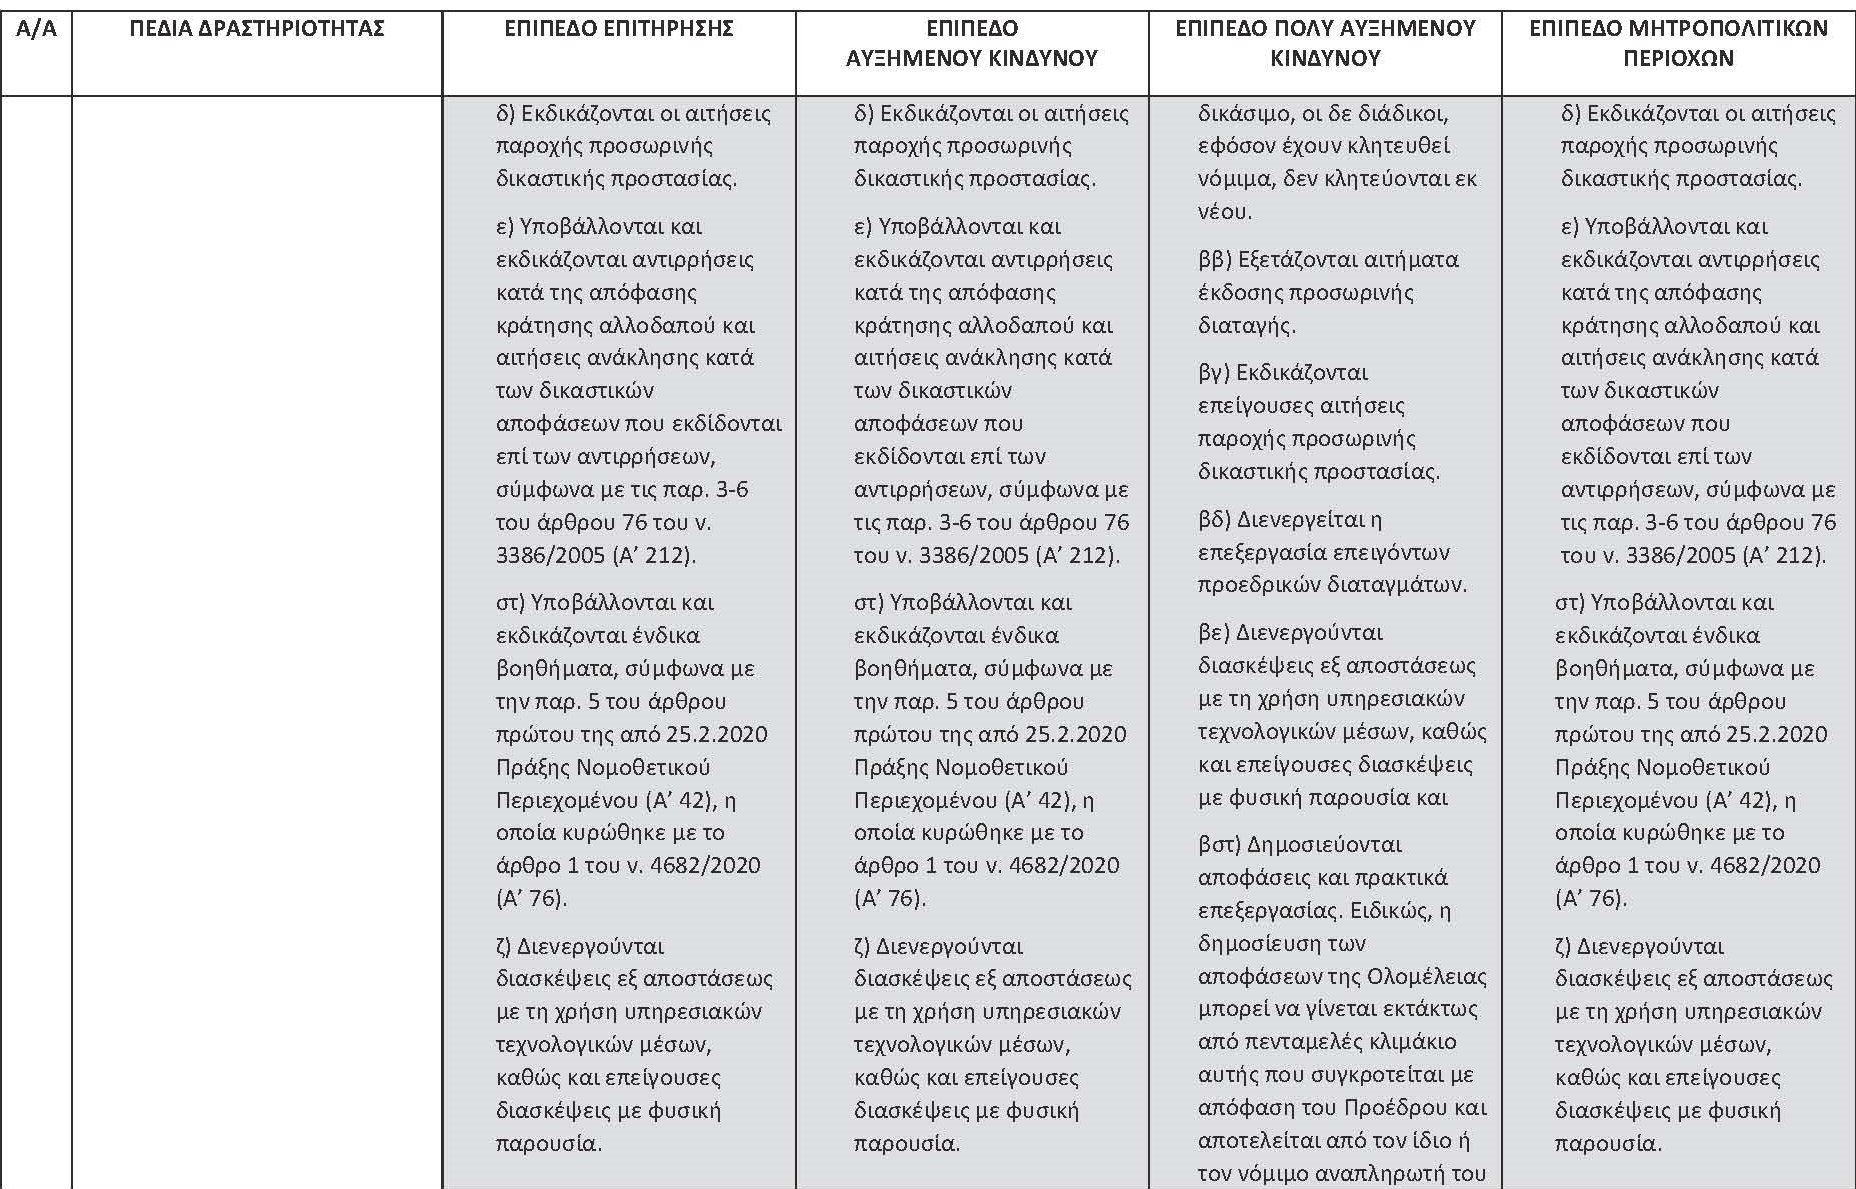 Α/Α
ΠΕΔΙΑ ΔΡΑΣΤΗΡΙΟΤΗΤΑΣ
ΕΠΙΠΕΔΟ ΕΠΙΤΗΡΗΣΗΣ
ΕΠΙΠΕΔΟ
ΑΥΞΗΜΕΝΟΥ ΚΙΝΔΥΝΟΥ
ΕΠΙΠΕΔΟ ΠΟΛΥ ΑΥΞΗΜΕΝΟΥ
ΚΙΝΔΥΝΟΥ
ΕΠΙΠΕΔΟ ΜΗΤΡΟΠΟΛΙΤΙΚΩΝ
ΠΕΡΙΟΧΩΝ
δ) Εκδικάζονται οι αιτήσεις
παροχής προσωρινής
δικαστικής προστασίας.
ε) Υποβάλλονται και
εκδικάζονται αντιρρήσεις
κατά της απόφασης
κράτησης αλλοδαπού και
αιτήσεις ανάκλησης κατά
των δικαστικών
αποφάσεων που εκδίδονται
επί των αντιρρήσεων,
σύμφωνα με τις παρ. 3-6
του άρθρου 76 του ν.
3386/2005 (Α’ 212).
στ) Υποβάλλονται και
εκδικάζονται ένδικα
βοηθήματα, σύμφωνα με
την παρ. 5 του άρθρου
πρώτου της από 25.2.2020
Πράξης Νομοθετικού
Περιεχομένου (Α’ 42), η
οποία κυρώθηκε με το
άρθρο 1 του ν. 4682/2020
(Α’ 76).
ζ) Διενεργούνται
διασκέψεις εξ αποστάσεως
με τη χρήση υπηρεσιακών
τεχνολογικών μέσων,
καθώς και επείγουσες
διασκέψεις με φυσική
παρουσία.
δ) Εκδικάζονται οι αιτήσεις
παροχής προσωρινής
δικαστικής προστασίας.
ε) Υποβάλλονται και
εκδικάζονται αντιρρήσεις
κατά της απόφασης
κράτησης αλλοδαπού και
αιτήσεις ανάκλησης κατά
των δικαστικών
αποφάσεων που
εκδίδονται επί των
αντιρρήσεων, σύμφωνα με
τις παρ. 3-6 του άρθρου 76
του ν. 3386/2005 (Α’ 212).
στ) Υποβάλλονται και
εκδικάζονται ένδικα
βοηθήματα, σύμφωνα με
την παρ. 5 του άρθρου
πρώτου της από 25.2.2020
Πράξης Νομοθετικού
Περιεχομένου (Α’ 42), η
οποία κυρώθηκε με το
άρθρο 1 του ν. 4682/2020
(Α’ 76).
ζ) Διενεργούνται
διασκέψεις εξ αποστάσεως
με τη χρήση υπηρεσιακών
τεχνολογικών μέσων,
καθώς και επείγουσες
διασκέψεις με φυσική
παρουσία.
δικάσιμο, οι δε διάδικοι,
εφόσον έχουν κλητευθεί
νόμιμα, δεν κλητεύονται εκ
νέου.
ββ) Εξετάζονται αιτήματα
έκδοσης προσωρινής
διαταγής.
βγ) Εκδικάζονται
επείγουσες αιτήσεις
παροχής προσωρινής
δικαστικής προστασίας.
βδ) Διενεργείται η
επεξεργασία επειγόντων
προεδρικών διαταγμάτων.
βε) Διενεργούνται
διασκέψεις εξ αποστάσεως
με τη χρήση υπηρεσιακών
τεχνολογικών μέσων, καθώς
και επείγουσες διασκέψεις
με φυσική παρουσία και
βστ) Δημοσιεύονται
αποφάσεις και πρακτικά
επεξεργασίας. Ειδικώς, η
δημοσίευση των
αποφάσεων της Ολομέλειας
μπορεί να γίνεται εκτάκτως
από πενταμελές κλιμάκιο
αυτής που συγκροτείται με
απόφαση του Προέδρου και
αποτελείται από τον ίδιο ή
τον νόμιμο αναπληρωτή του
δ) Εκδικάζονται οι αιτήσεις
παροχής προσωρινής
δικαστικής προστασίας.
ε) Υποβάλλονται και
εκδικάζονται αντιρρήσεις
κατά της απόφασης
κράτησης αλλοδαπού και
αιτήσεις ανάκλησης κατά
των δικαστικών
αποφάσεων που
εκδίδονται επί των
αντιρρήσεων, σύμφωνα με
τις παρ. 3-6 του άρθρου 76
του ν. 3386/2005 (Α’ 212).
στ) Υποβάλλονται και
εκδικάζονται ένδικα
βοηθήματα, σύμφωνα με
την παρ. 5 του άρθρου
πρώτου της από 25.2.2020
Πράξης Νομοθετικού
Περιεχομένου (Α’ 42), η
οποία κυρώθηκε με το
άρθρο 1 του ν. 4682/2020
(Α’ 76).
ζ) Διενεργούνται
διασκέψεις εξ αποστάσεως
με τη χρήση υπηρεσιακών
τεχνολογικών μέσων,
καθώς και επείγουσες
διασκέψεις με φυσική
παρουσία.